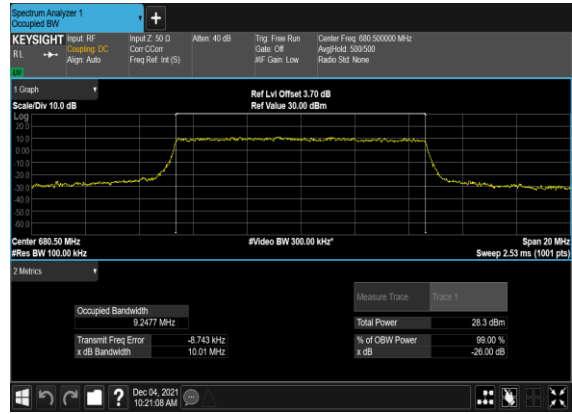 Spectrum Analyzer 1
Occupied BW
+
KEYSIGHT Input: RF Input Z: 50 Ω Atten: 40 dB Trig: Free Run Center Freq: 680.500000 MHz
RL Coupling: DC Corr CCorr Gate: Off Avg|Hold: 500/500
Align: Auto Freq Ref: Int (S) #IF Gain: Low Radio Std: None
LW
1 Graph
Ref Lvl Offset 3.70 dB
Scale/Div 10.0 dB Ref Value 30.00 dBm
Log
20.0
10.0
0.00
-10.0
-20.0
-30.0
-40.0
-50.0
-60.0
Center 680.50 MHz #Video BW 300.00 kHz* Span 20 MHz
#Res BW 100.00 kHz Sweep 2.53 ms (1001 pts)
2 Metrics
Measure Trace Trace 1
Occupied Bandwidth
9.2477 MHz Total Power 28.3 dBm
Transmit Freq Error -8.743 kHz % of OBW Power 99.00 %
x dB Bandwidth 10.01 MHz x dB -26.00 dB
? Dec 04, 2021
10:21:08 AM